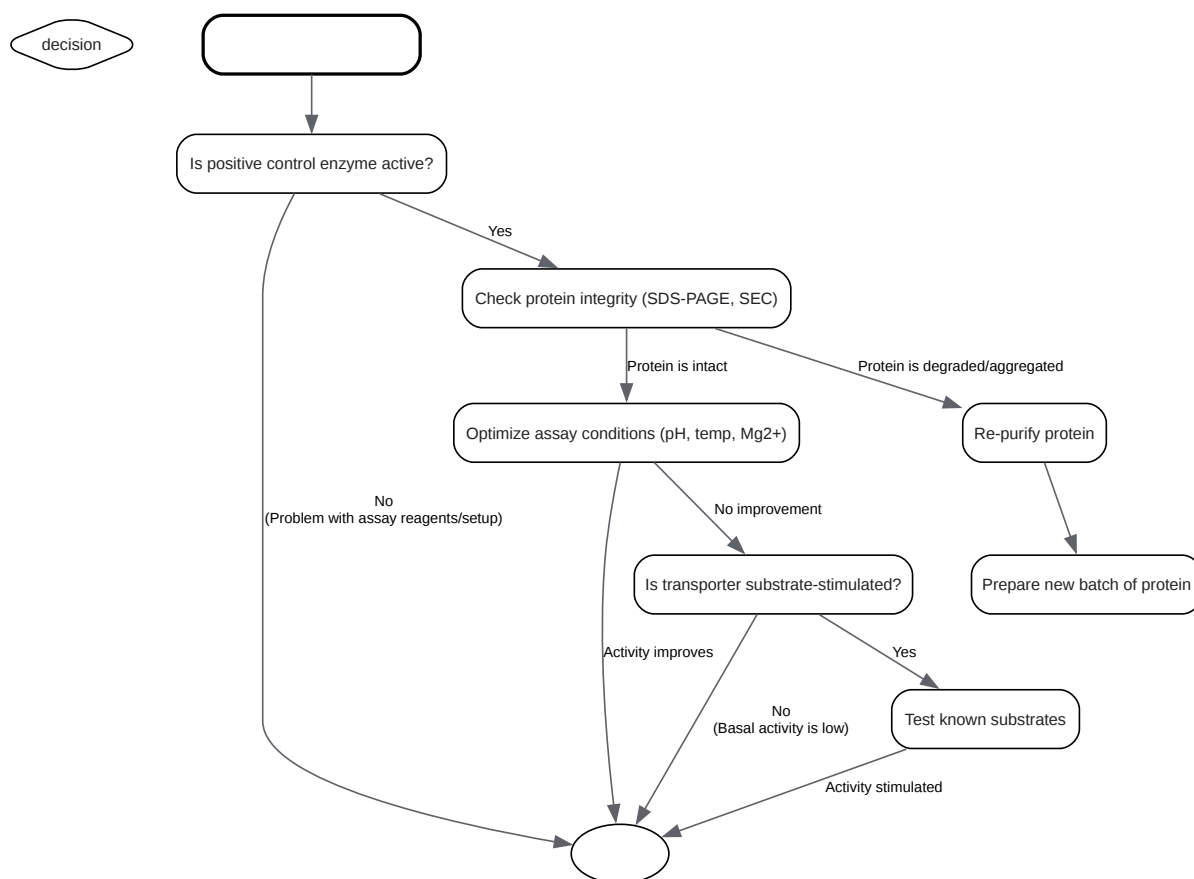 decision
Is positive control enzyme active?
Yes
Check protein integrity (SDS-PAGE, SEC)
Protein is intact
Protein is degraded/aggregated
Optimize assay conditions (pH, temp, Mg2+)
Re-purify protein
No
(Problem with assay reagents/setup)
No improvement
Is transporter substrate-stimulated?
Prepare new batch of protein
Activity improves
Yes
No
(Basal activity is low)
Test known substrates
Activity stimulated